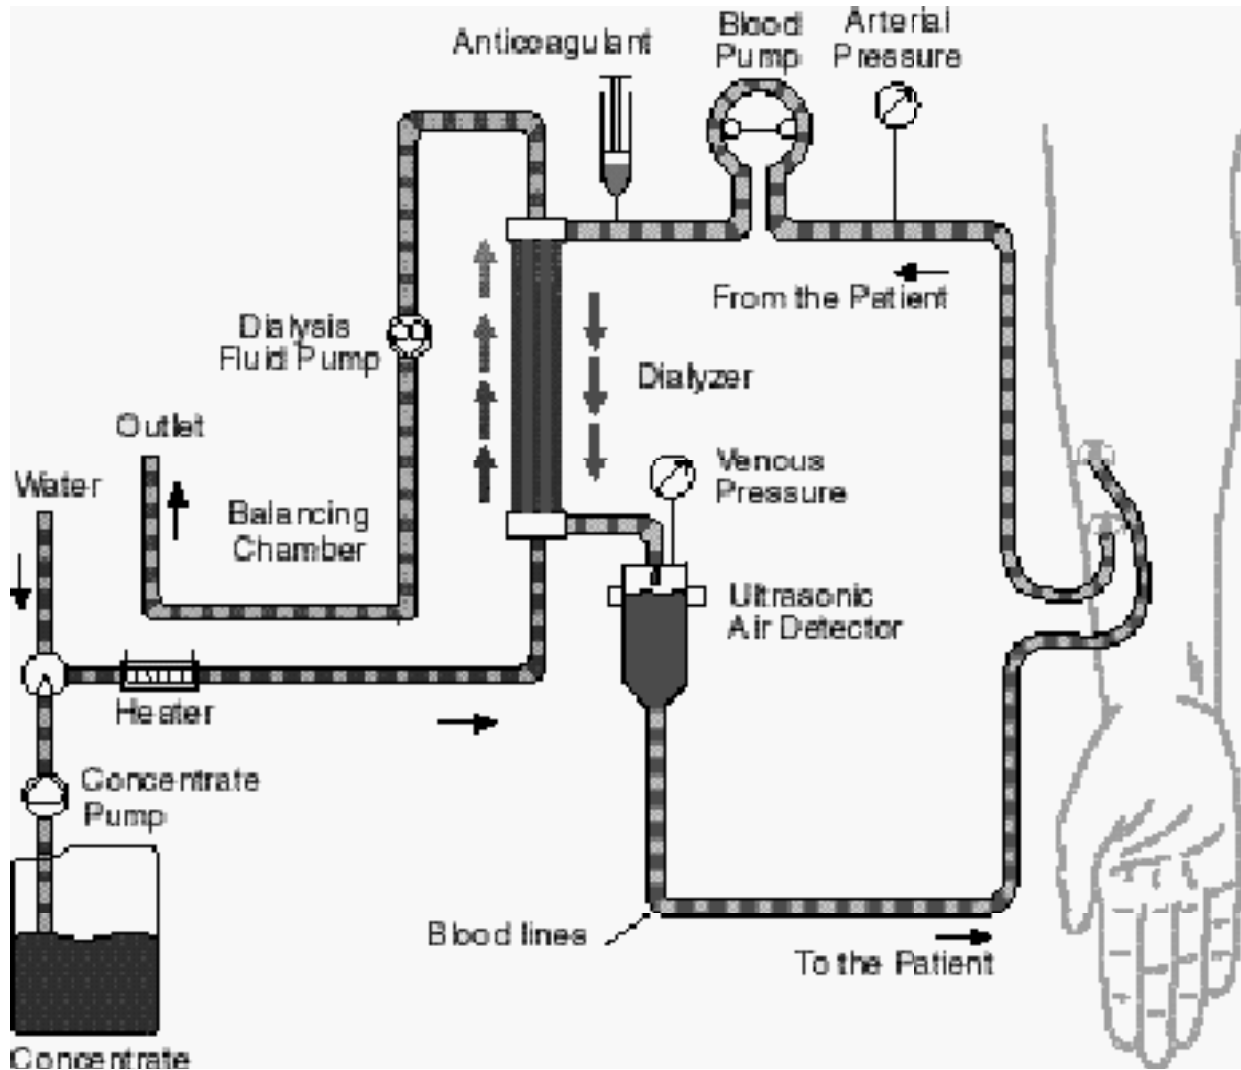 Anticoagulant
Blood
Pump
Arterial
Pressure
From the Patient
Dialysis
Fluid Pump
Dialyzer
Outlet
Water
Balancing
Chamber
Venous
Pressure
Ultrasonic
Air Detector
Heater
Concentrate
Pump
Blood lines
To the Patient
Concentrate